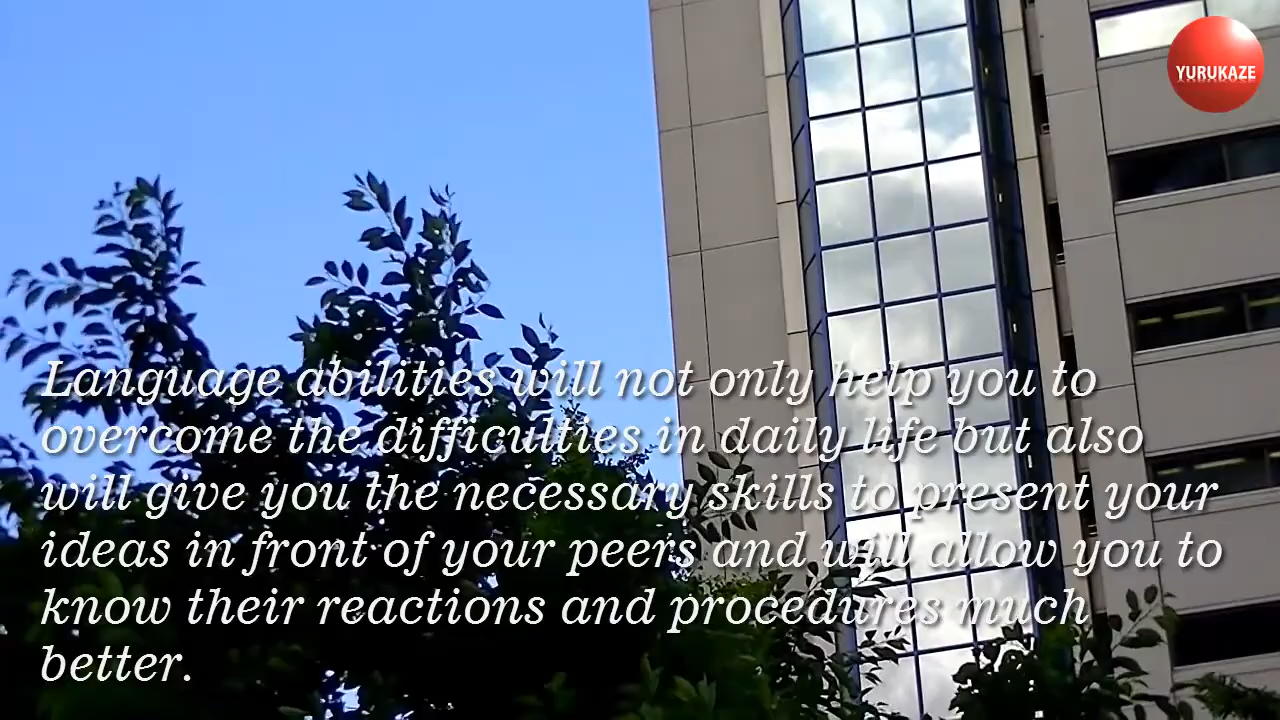 YURUKAZE
Language abilities will not only help you to
overcome the difficulties in daily life but also
will give you the necessary skills to present your
ideas in front of your peers and will allow you to
know their reactions and procedures much
better.